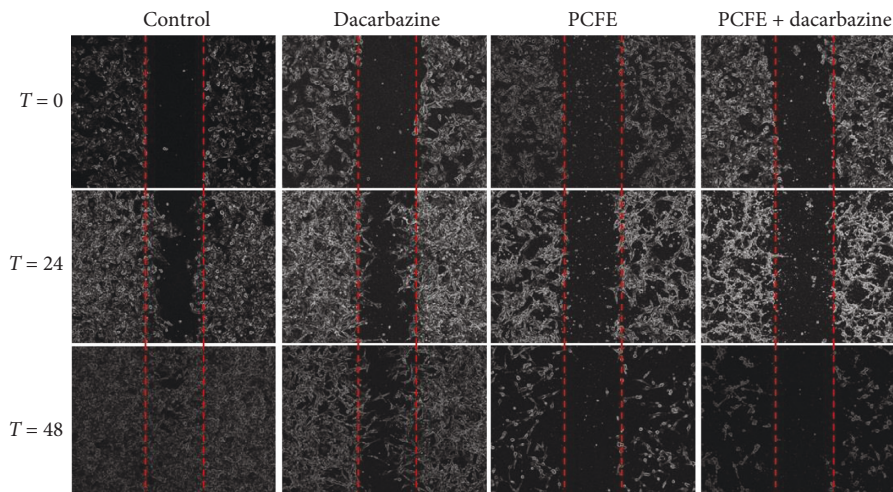 Control Dacarbazine PCFE PCFE + dacarbazine
T = 0
T = 24
T = 48